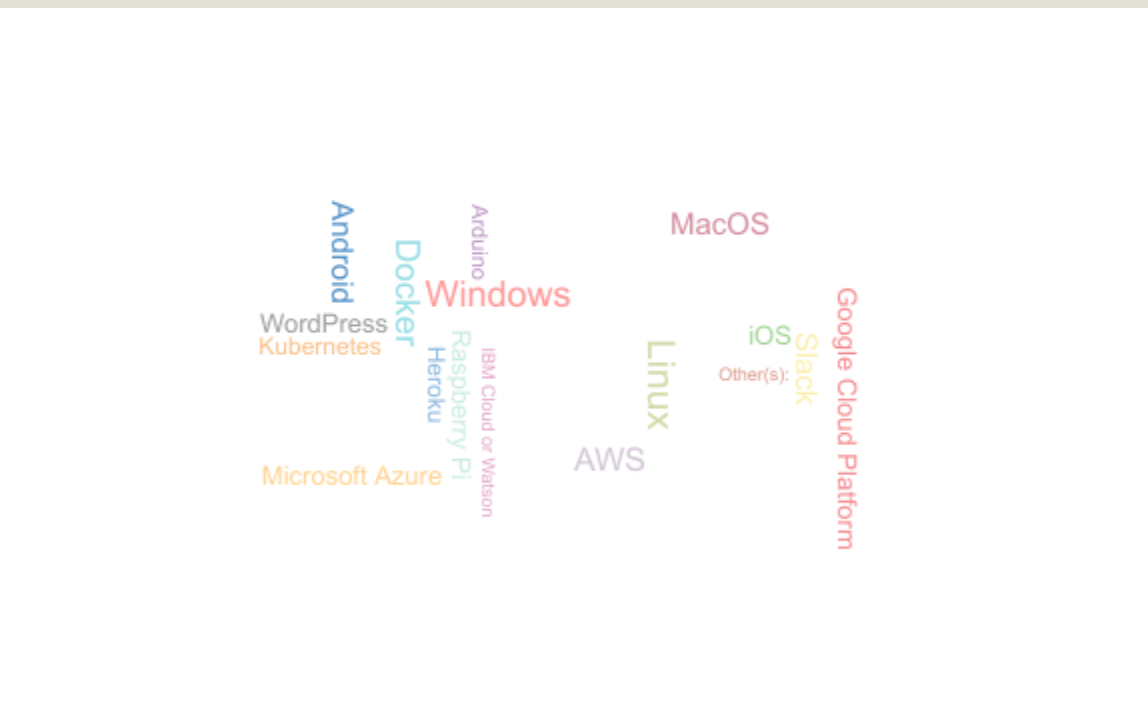 Android
Arduino
MacOS
Docker
Windows
Google Cloud Platform
WordPress
iOS
Kubernetes
Raspberry Pi
Slack
Linux
Heroku
IBM Cloud or Watson
Other(s):
AWS
Microsoft Azure